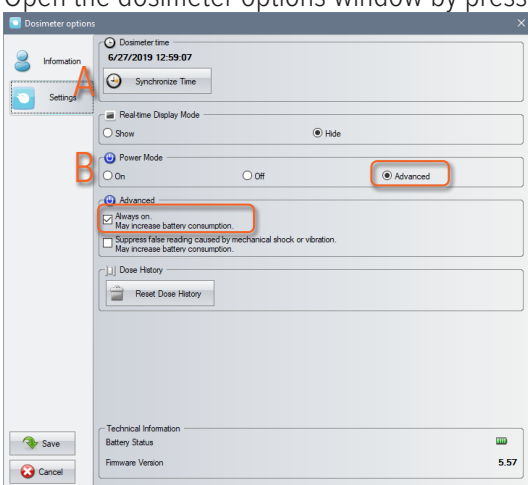 Open the dosimeter options window by press
Dosimeter options
Information
Settings
A
Dosimeter time
6/27/2019 12:59:07
Synchronize Time
Real-time Display Mode
Show Hide
B
Power Mode
On Off Advanced
Advanced
Always on.
May increase battery consumption.
Suppress false reading caused by mechanical shock or vibration.
May increase battery consumption.
Dose History
Reset Dose History
Technical Information
Battery Status
Firmware Version 5.57
Save
Cancel